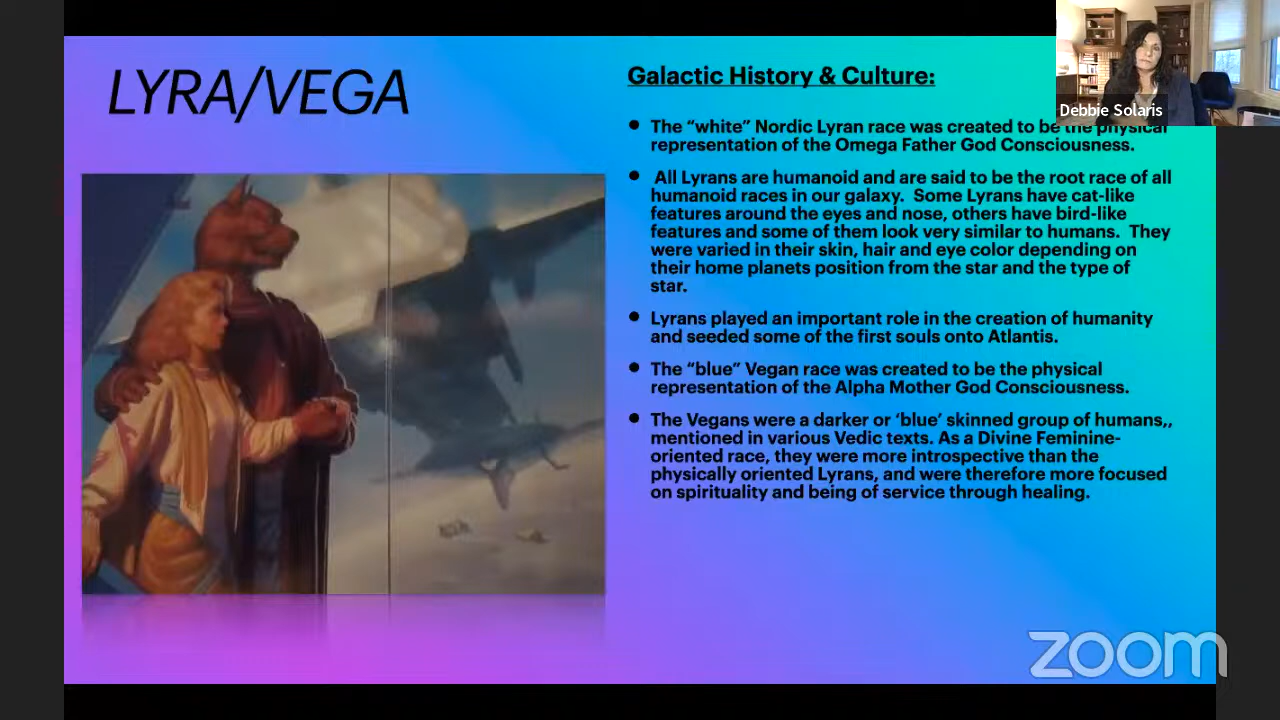 LYRA/VEGA
Galactic History & Culture:
Debbie Solaris
• The “white” Nordic Lyran race was created to be the physical
representation of the Omega Father God Consciousness.
• All Lyrans are humanoid and are said to be the root race of all
humanoid races in our galaxy. Some Lyrans have cat-like
features around the eyes and nose, others have bird-like
features and some of them look very similar to humans. They
were varied in their skin, hair and eye color depending on
their home planets position from the star and the type of
star.
• Lyrans played an important role in the creation of humanity
and seeded some of the first souls onto Atlantis.
• The “blue” Vegan race was created to be the physical
representation of the Alpha Mother God Consciousness.
• The Vegans were a darker or ‘blue’ skinned group of humans,,
mentioned in various Vedic texts. As a Divine Feminine-
oriented race, they were more introspective than the
physically oriented Lyrans, and were therefore more focused
on spirituality and being of service through healing.
zoom